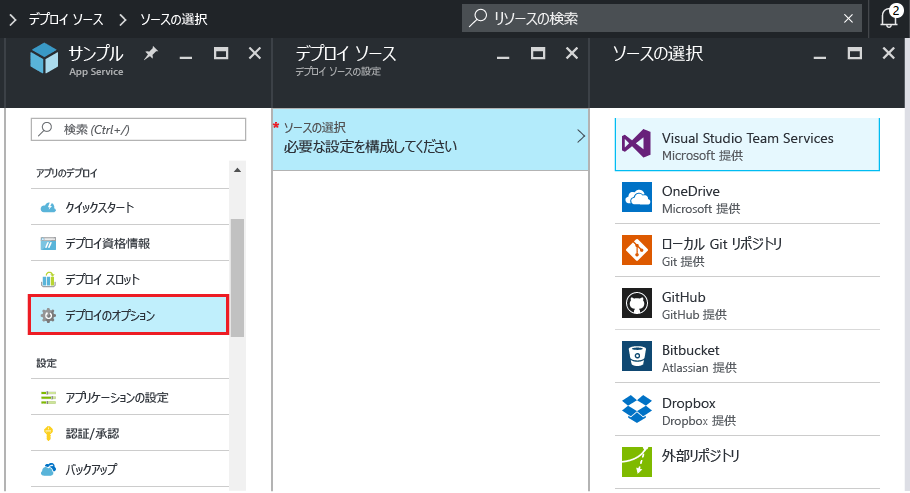 デプロイ ソース
ソースの選択
リソースの検索
2
サンプル
App Service
検索 (Ctrl+/)
アプリのデプロイ
クイックスタート
デプロイ資格情報
デプロイ スロット
デプロイのオプション
設定
アプリケーションの設定
認証/承認
バックアップ
デプロイ ソース
デプロイ ソースの設定
* ソースの選択
必要な設定を構成してください
ソースの選択
Visual Studio Team Services
Microsoft 提供
OneDrive
Microsoft 提供
ローカル Git リポジトリ
Git 提供
GitHub
GitHub 提供
Bitbucket
Atlassian 提供
Dropbox
Dropbox 提供
外部リポジトリ